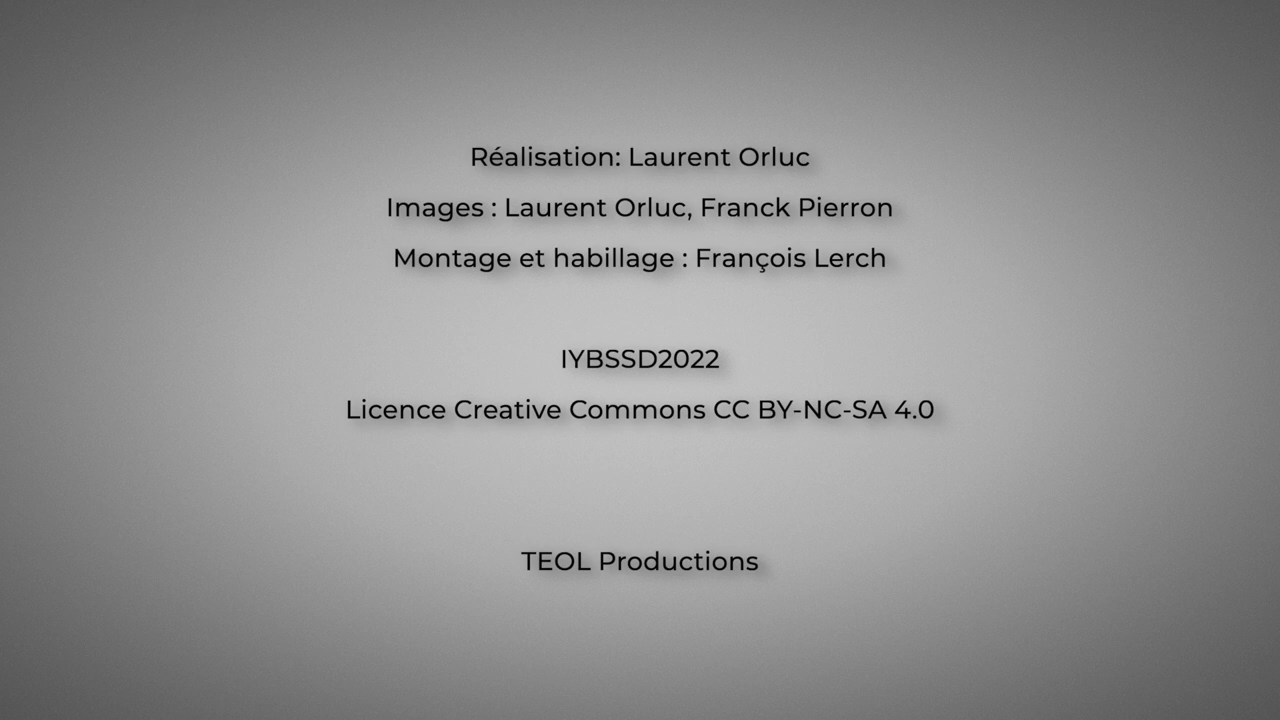 Réalisation: Laurent Orluc
Images : Laurent Orluc, Franck Pierron
Montage et habillage : François Lerch
IYBSSD2022
Licence Creative Commons CC BY-NC-SA 4.0
TEOL Productions